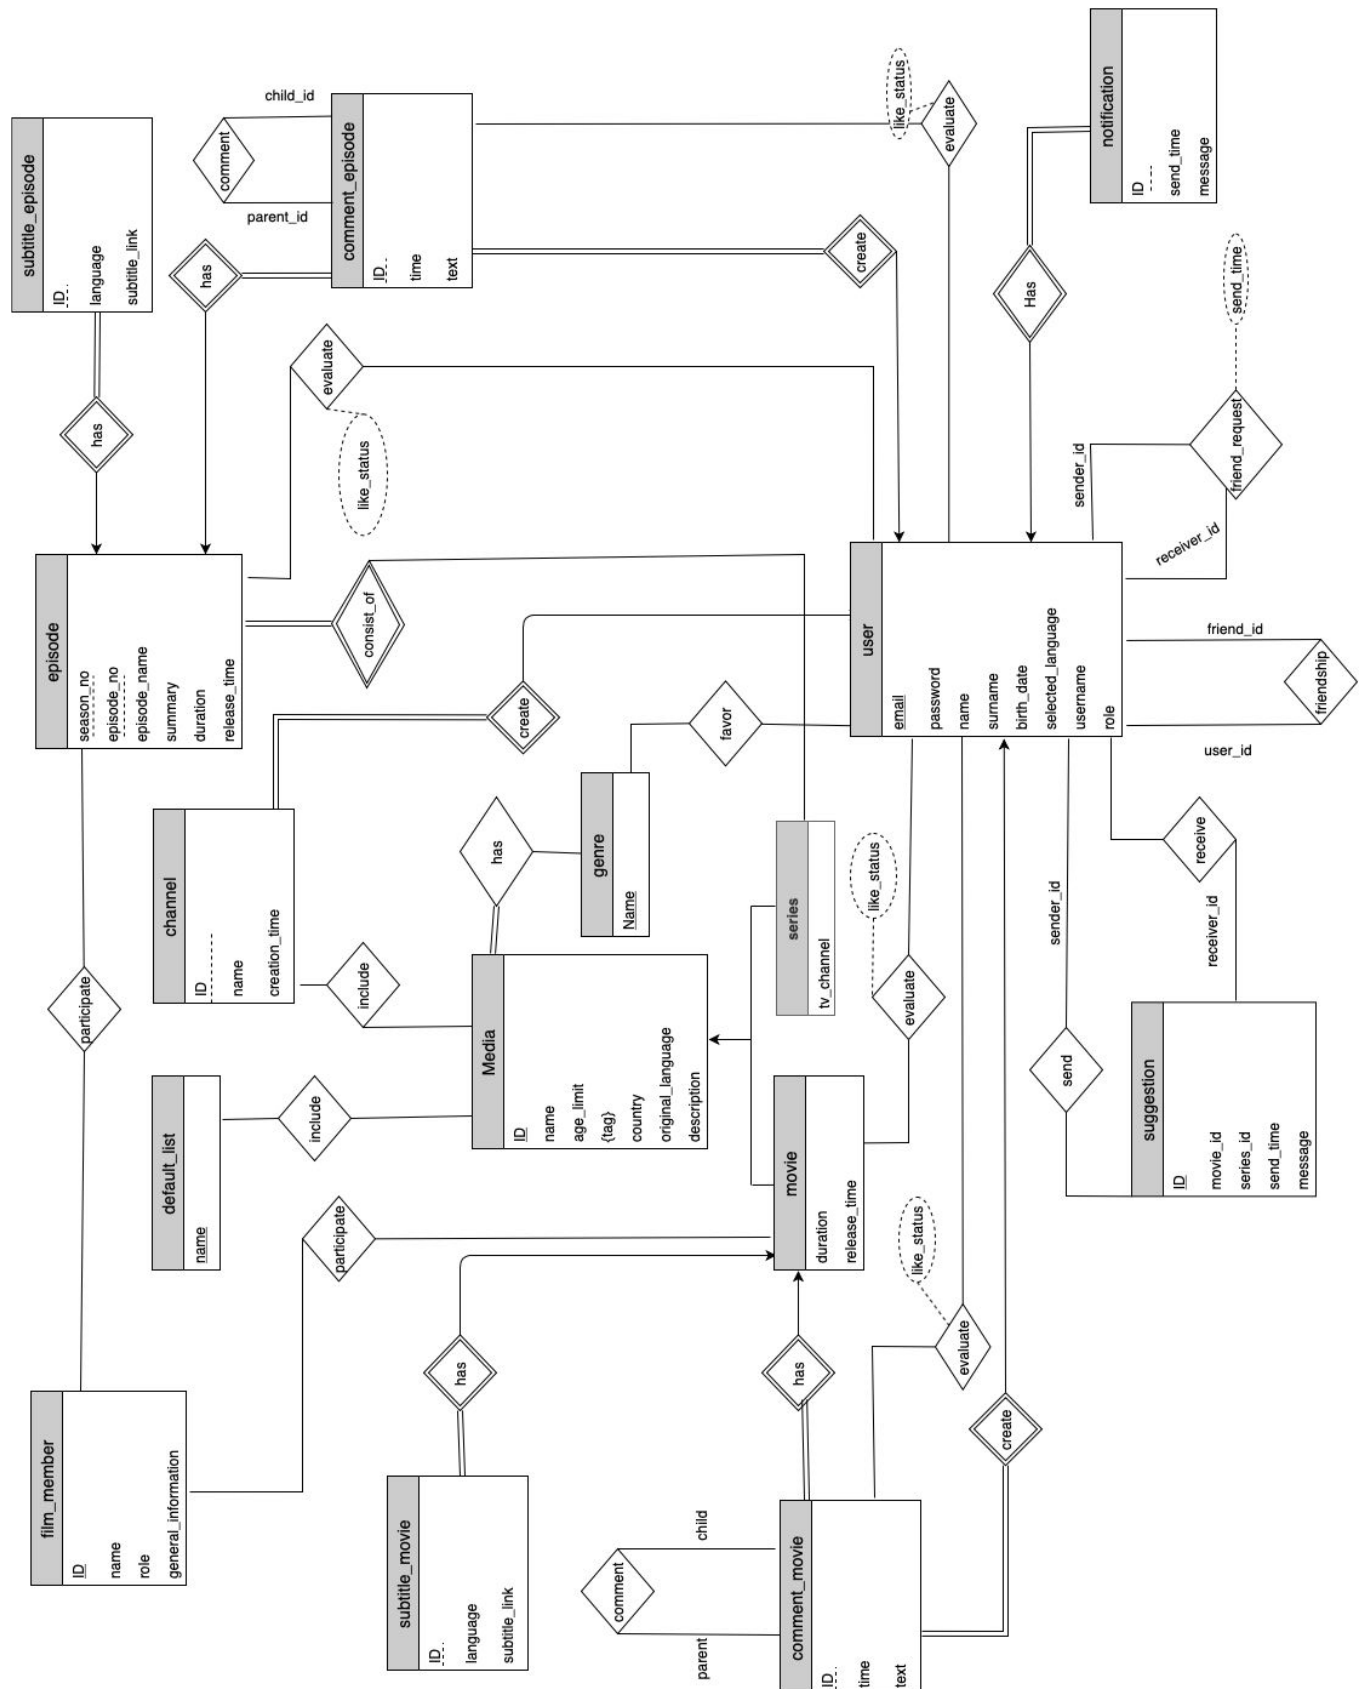 film_member
ID
name
role
general_information
participate
subtitle_episode
ID
language
subtitle_link
has
episode
season_no
episode_no
episode_name
summary
duration
release_time
has
comment
child_id
parent_id
comment_episode
ID
time
text
evaluate
like_status
create
evaluate
like_status
consist_of
channel
ID
name
creation_time
create
include
default_list
name
include
participate
Media
ID
name
age_limit
{tag}
country
original_language
description
has
genre
Name
favor
series
tv_channel
movie
duration
release_time
evaluate
like_status
subtitle_movie
ID
language
subtitle_link
has
has
comment
child
parent
comment_movie
ID
time
text
evaluate
like_status
create
user
email
password
name
surname
birth_date
selected_language
username
role
Has
notification
ID
send_time
message
friend_request
send_time
sender_id
receiver_id
friendship
friend_id
user_id
send
sender_id
receive
receiver_id
suggestion
ID
movie_id
series_id
send_time
message